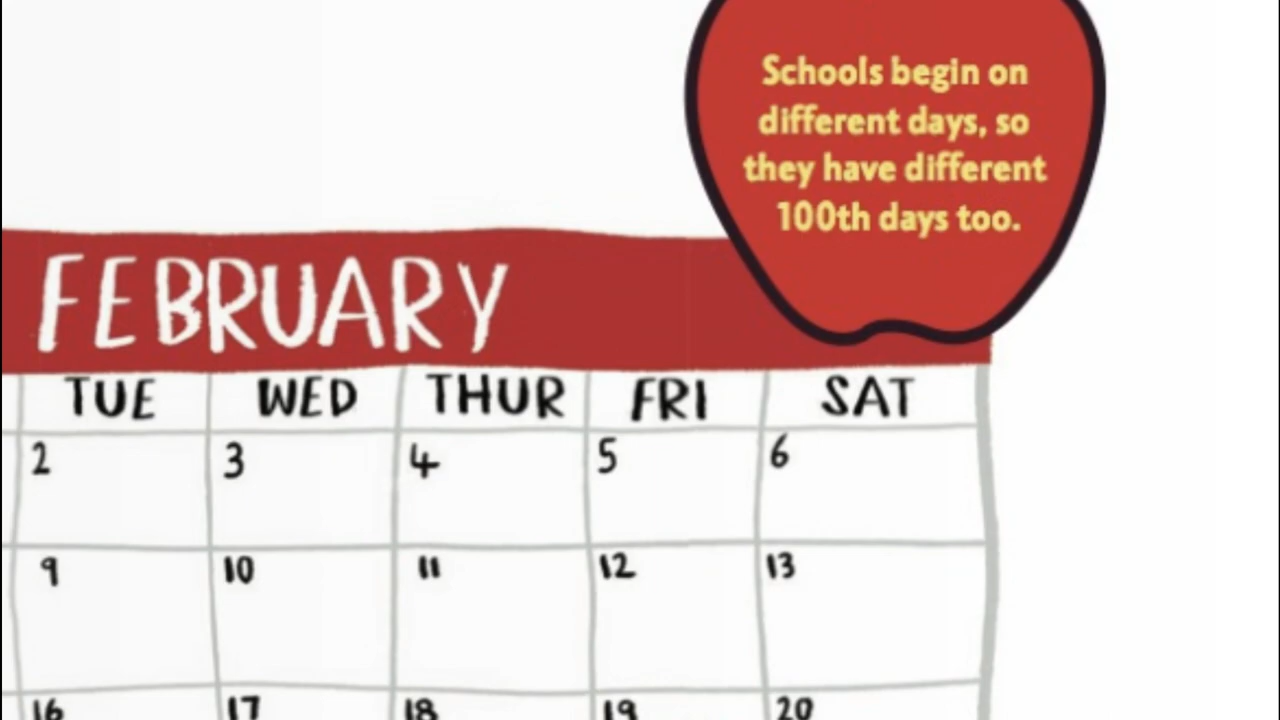 Schools begin on
different days, so
they have different
100th days too.
FEBRUARY
TUE WED THUR FRI SAT
2 3 4 5 6
9 10 11 12 13
16 17 18 19 20